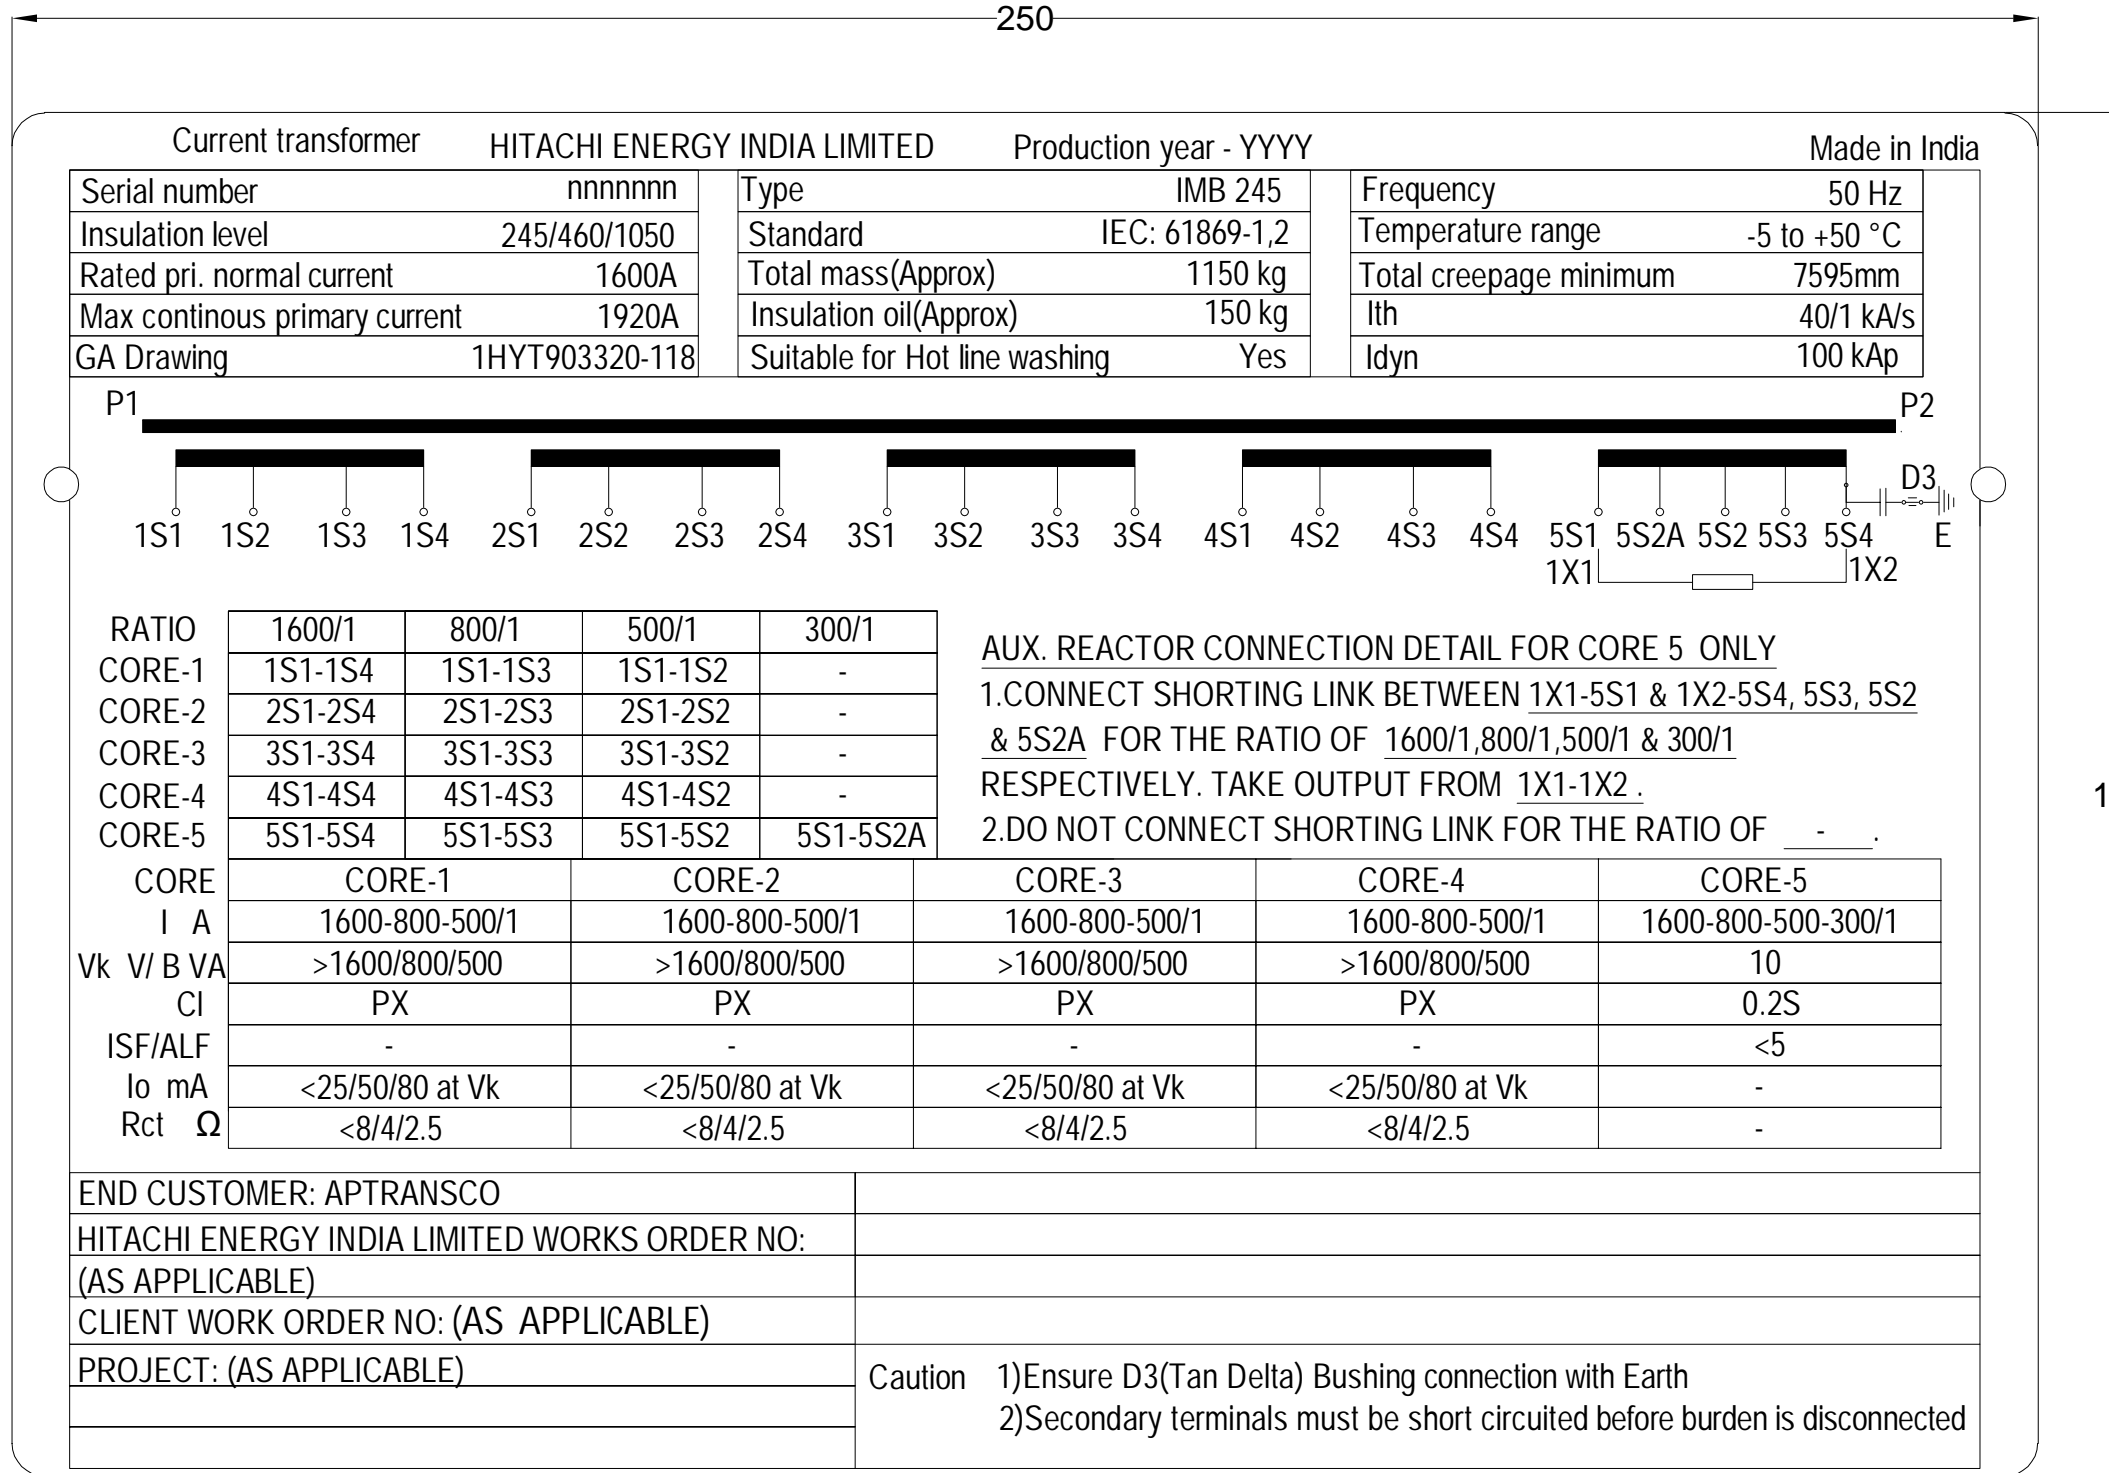 250
Current transformer HITACHI ENERGY INDIA LIMITED Production year - YYYY Made in India
Serial number nnnnnnn Type IMB 245 Frequency 50 Hz
Insulation level 245/460/1050 Standard IEC: 61869-1,2 Temperature range -5 to +50 °C
Rated pri. normal current 1600A Total mass(Approx) 1150 kg Total creepage minimum 7595mm
Max continous primary current 1920A Insulation oil(Approx) 150 kg Ith 40/1 kA/s
GA Drawing 1HYT903320-118 Suitable for Hot line washing Yes Idyn 100 kAp
P1 P2
D3
1S1 1S2 1S3 1S4 2S1 2S2 2S3 2S4 3S1 3S2 3S3 3S4 4S1 4S2 4S3 4S4 5S1 5S2A 5S2 5S3 5S4 E
1X1 1X2
RATIO 1600/1 800/1 500/1 300/1
CORE-1 1S1-1S4 1S1-1S3 1S1-1S2 -
CORE-2 2S1-2S4 2S1-2S3 2S1-2S2 -
CORE-3 3S1-3S4 3S1-3S3 3S1-3S2 -
CORE-4 4S1-4S4 4S1-4S3 4S1-4S2 -
CORE-5 5S1-5S4 5S1-5S3 5S1-5S2 5S1-5S2A
AUX. REACTOR CONNECTION DETAIL FOR CORE 5 ONLY
1.CONNECT SHORTING LINK BETWEEN 1X1-5S1 & 1X2-5S4, 5S3, 5S2
& 5S2A FOR THE RATIO OF 1600/1,800/1,500/1 & 300/1
RESPECTIVELY. TAKE OUTPUT FROM 1X1-1X2 .
2.DO NOT CONNECT SHORTING LINK FOR THE RATIO OF - .
1
CORE CORE-1 CORE-2 CORE-3 CORE-4 CORE-5
I A 1600-800-500/1 1600-800-500/1 1600-800-500/1 1600-800-500/1 1600-800-500-300/1
Vk V/ B VA >1600/800/500 >1600/800/500 >1600/800/500 >1600/800/500 10
Cl PX PX PX PX 0.2S
ISF/ALF - - - - <5
Io mA <25/50/80 at Vk <25/50/80 at Vk <25/50/80 at Vk <25/50/80 at Vk -
Rct Ω <8/4/2.5 <8/4/2.5 <8/4/2.5 <8/4/2.5 -
END CUSTOMER: APTRANSCO
HITACHI ENERGY INDIA LIMITED WORKS ORDER NO:
(AS APPLICABLE)
CLIENT WORK ORDER NO: (AS APPLICABLE)
PROJECT: (AS APPLICABLE)
Caution 1)Ensure D3(Tan Delta) Bushing connection with Earth
2)Secondary terminals must be short circuited before burden is disconnected